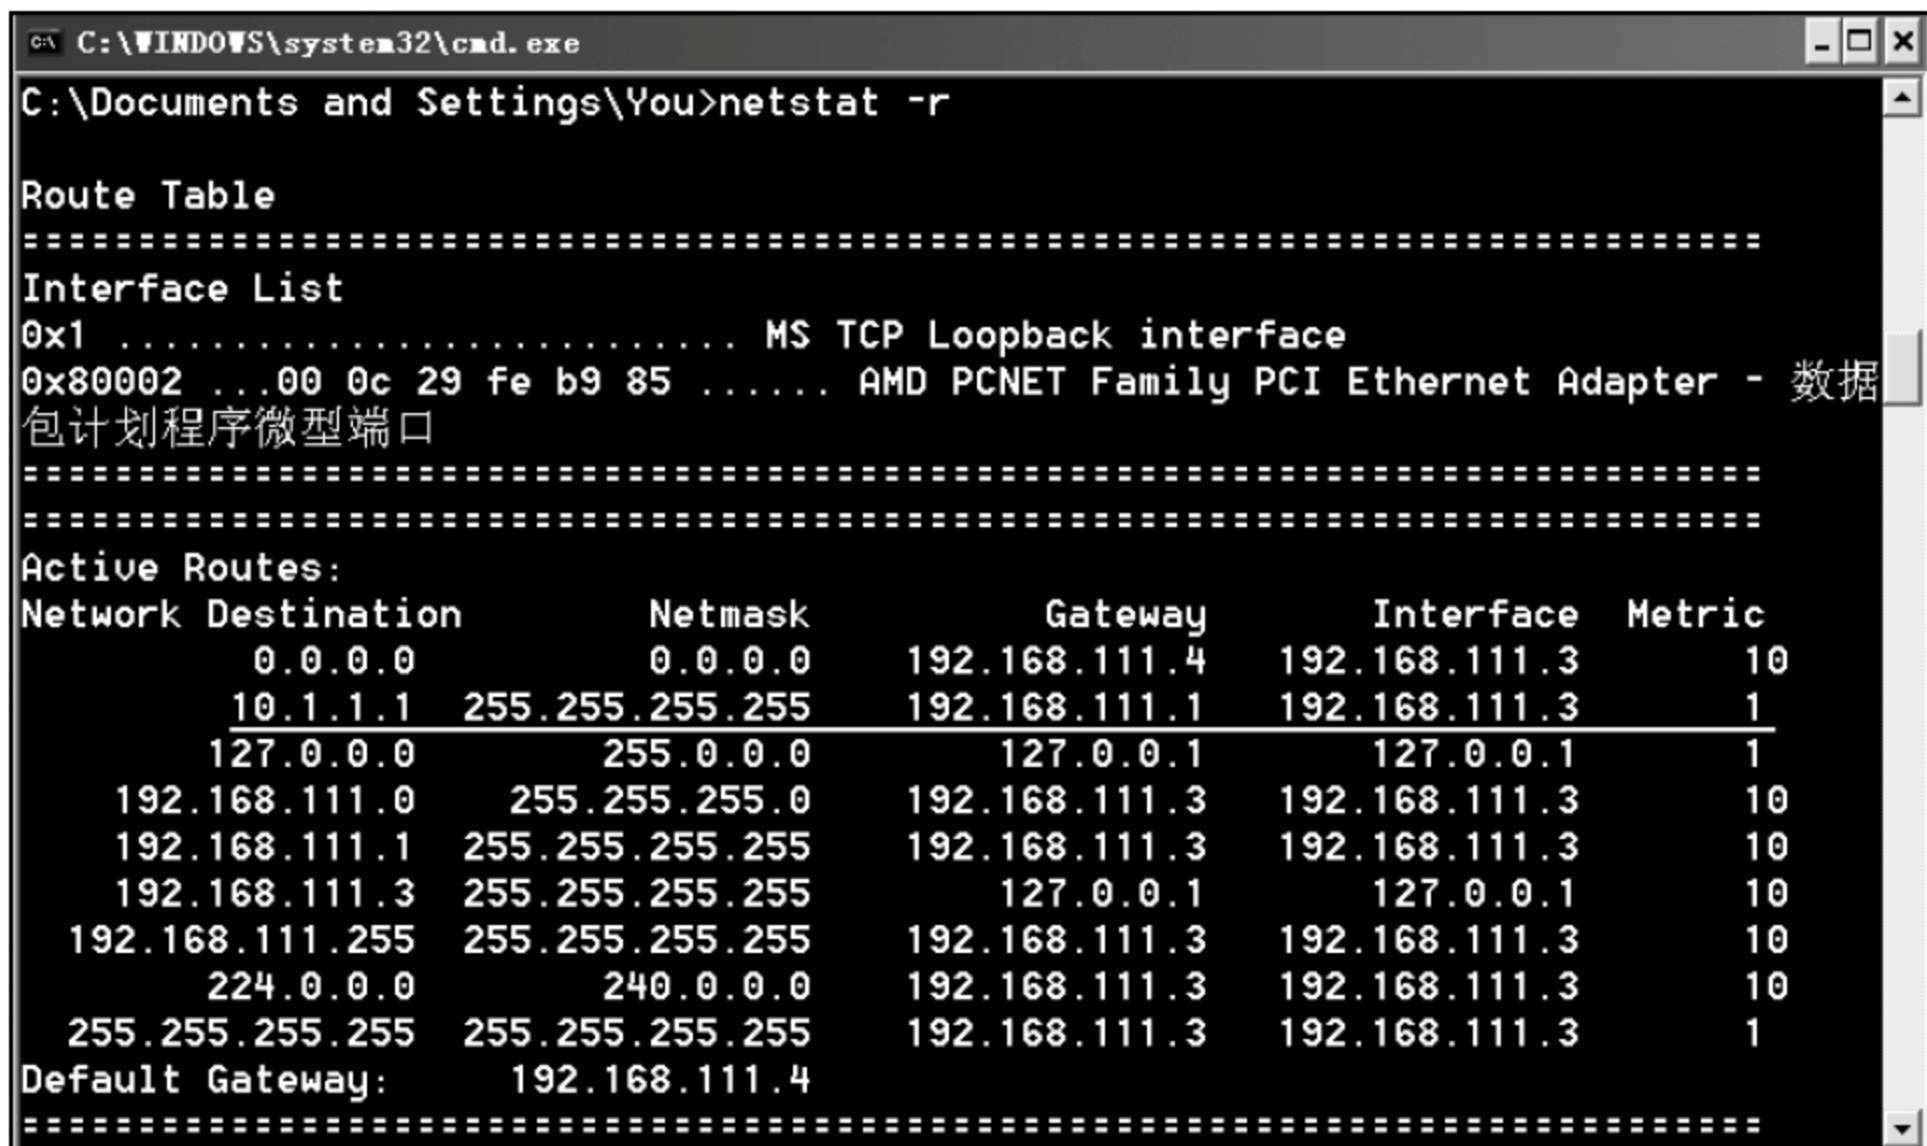 C:\WINDOWS\system32\cmd.exe
C:\Documents and Settings\You>netstat -r
Route Table
===========================================================================
Interface List
0x1 ........................... MS TCP Loopback interface
0x80002 ...00 0c 29 fe b9 85 ...... AMD PCNET Family PCI Ethernet Adapter - 数据
包计划程序微型端口
===========================================================================
===========================================================================
Active Routes:
Network Destination        Netmask          Gateway       Interface  Metric
          0.0.0.0          0.0.0.0    192.168.111.4   192.168.111.3      10
         10.1.1.1  255.255.255.255    192.168.111.1   192.168.111.3      1
        127.0.0.0        255.0.0.0        127.0.0.1       127.0.0.1      1
    192.168.111.0    255.255.255.0    192.168.111.3   192.168.111.3      10
    192.168.111.1  255.255.255.255    192.168.111.3   192.168.111.3      10
    192.168.111.3  255.255.255.255        127.0.0.1       127.0.0.1      10
  192.168.111.255  255.255.255.255    192.168.111.3   192.168.111.3      10
        224.0.0.0        240.0.0.0    192.168.111.3   192.168.111.3      10
  255.255.255.255  255.255.255.255    192.168.111.3   192.168.111.3      1
Default Gateway:     192.168.111.4
===========================================================================